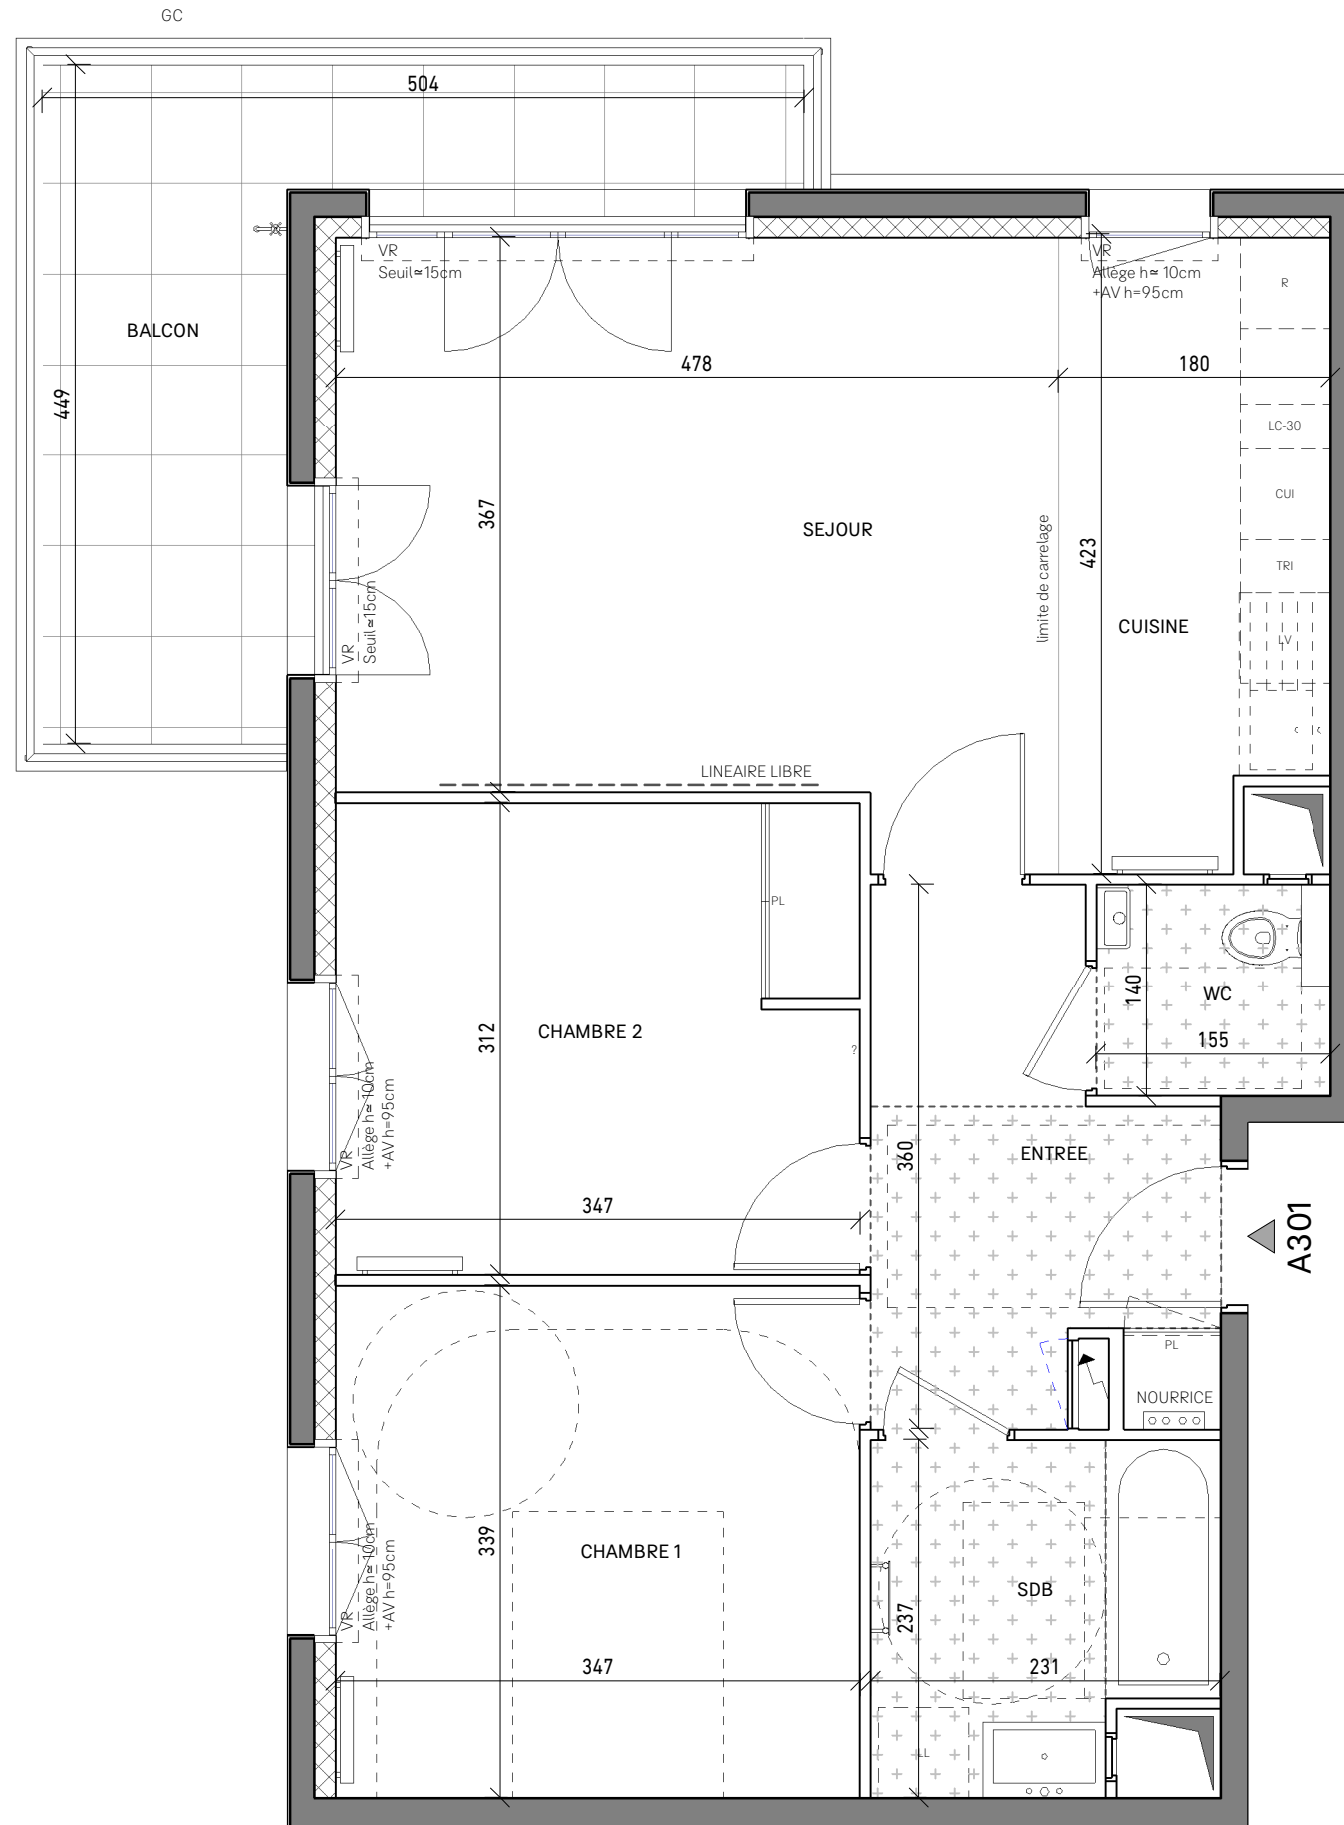 GC
504
VR
Seuil≃15cm
VR
Allège h≃ 10cm
+AV h=95cm
R
BALCON
478
180
449
LC-30
CUI
367
SEJOUR
limite de carrelage
423
TRI
VR
Seuil≃15cm
CUISINE
LV
LINEAIRE LIBRE
PL
140
WC
CHAMBRE 2
312
155
?
VR
Allège h≃ 10cm
+AV h=95cm
360
ENTREE
347
A301
PL
NOURRICE
339
CHAMBRE 1
VR
Allège h≃ 10cm
+AV h=95cm
SDB
237
347
231
LL